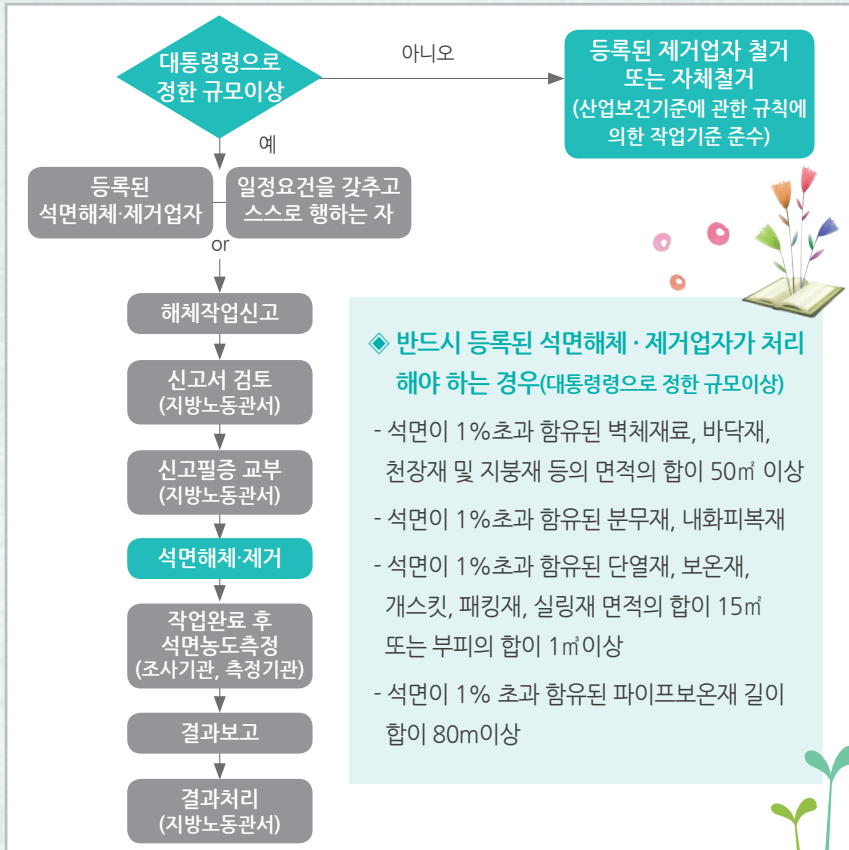 대통령령으로
정한 규모이상
아니오
등록된 제거업자 철거
또는 자체철거
(산업보건기준에 관한 규칙에
의한 작업기준 준수)
예
등록된
석면해체·제거업자
일정요건을 갖추고
스스로 행하는 자
or
해체작업신고
신고서 검토
(지방노동관서)
신고필증 교부
(지방노동관서)
석면해체·제거
작업완료 후
석면농도측정
(조사기관, 측정기관)
결과보고
결과처리
(지방노동관서)
◈ 반드시 등록된 석면해체 · 제거업자가 처리
해야 하는 경우(대통령령으로 정한 규모이상)
- 석면이 1%초과 함유된 벽체재료, 바닥재,
천장재 및 지붕재 등의 면적의 합이 50㎡ 이상
- 석면이 1%초과 함유된 분무재, 내화피복재
- 석면이 1%초과 함유된 단열재, 보온재,
개스킷, 패킹재, 실링재 면적의 합이 15㎡
또는 부피의 합이 1㎥이상
- 석면이 1% 초과 함유된 파이프보온재 길이
합이 80m이상